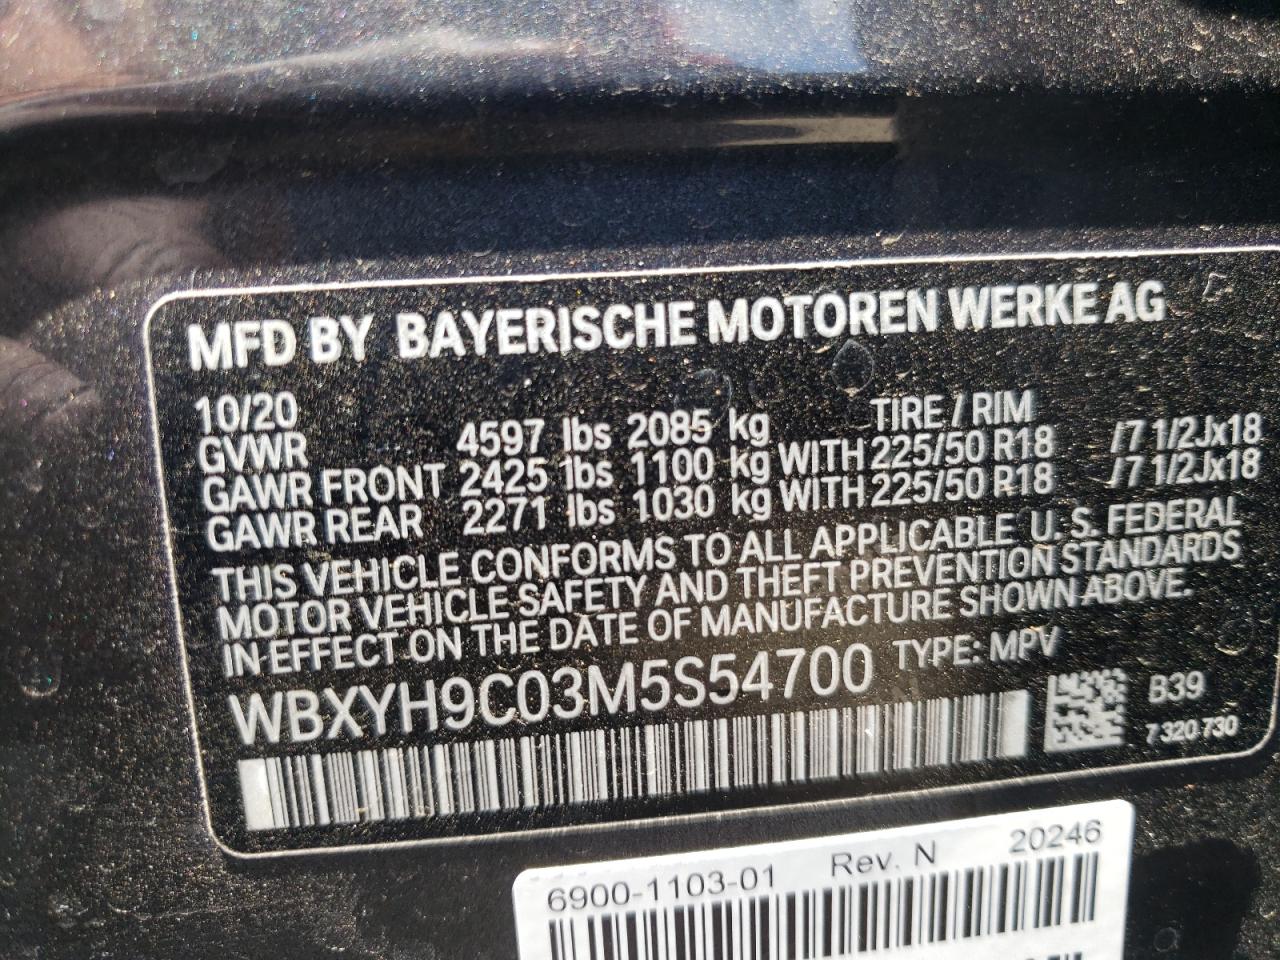 MFD BY BAYERISCHE MOTOREN WERKE AG
10/20 TIRE / RIM
GVWR 4597 lbs 2085 kg
GAWR FRONT 2425 lbs 1100 kg WITH 225/50 R18 /7 1/2Jx18
GAWR REAR 2271 lbs 1030 kg WITH 225/50 R18 /7 1/2Jx18
THIS VEHICLE CONFORMS TO ALL APPLICABLE U.S. FEDERAL
MOTOR VEHICLE SAFETY AND THEFT PREVENTION STANDARDS
IN EFFECT ON THE DATE OF MANUFACTURE SHOWN ABOVE.
WBXYH9C03M5S54700 TYPE: MPV
B39
7 320 730
6900-1103-01 Rev. N 20246